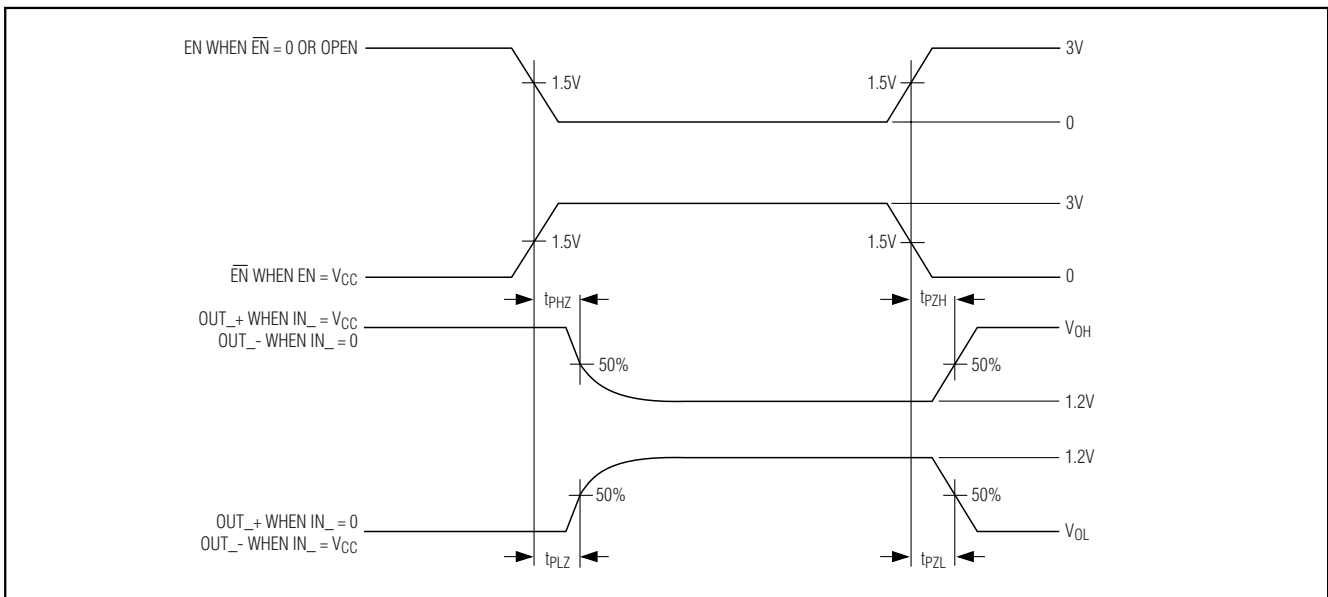 EN WHEN E̅N̅ = 0 OR OPEN
3V
1.5V
1.5V
0
3V
1.5V
1.5V
E̅N̅ WHEN EN = VCC
0
tPHZ
tPZH
OUT_+ WHEN IN_ = VCC
OUT_- WHEN IN_ = 0
VOH
50%
50%
1.2V
1.2V
50%
50%
OUT_+ WHEN IN_ = 0
OUT_- WHEN IN_ = VCC
VOL
tPLZ
tPZL